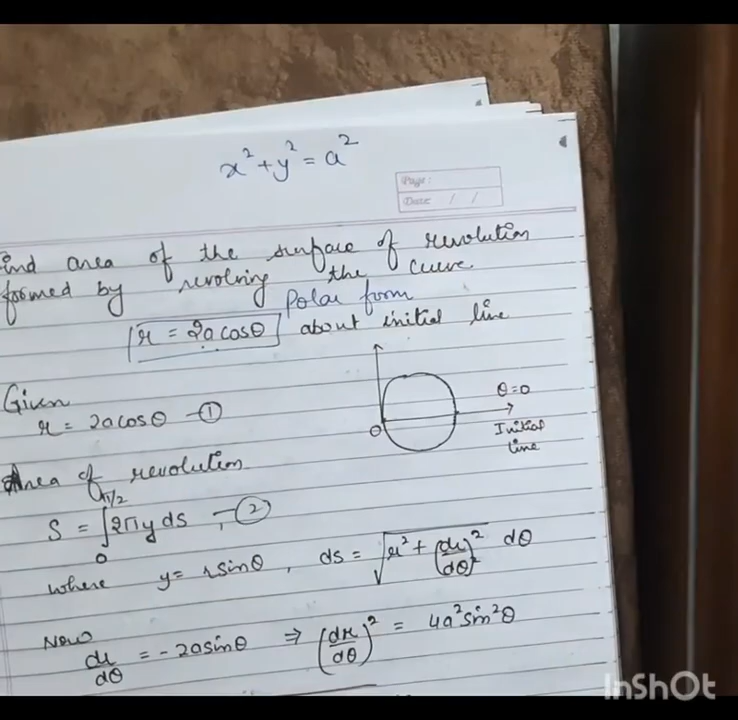 x² + y² = a²
Page:
Date: / /
ind area of the surface of revolution
formed by revolving the curve.
Polar form
r = 2a cosθ about initial line
Given
r = 2a cosθ —①
θ=0
O
Initial
line
Area of revolution
S = ∫₀^π/2 2πy ds —②
where y = r sinθ, ds = √(r² + (dr/dθ)²) dθ
Now
dr/dθ = -2a sinθ ⇒ (dr/dθ)² = 4a² sin²θ
InShOt